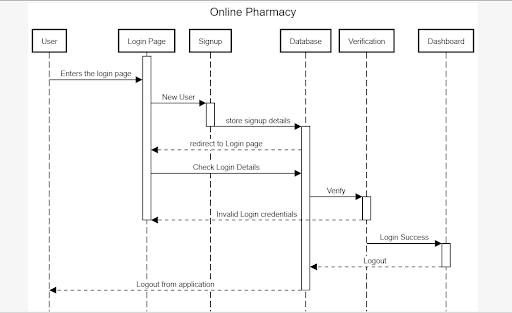 Online Pharmacy
User
Login Page
Signup
Database
Verification
Dashboard
Enters the login page
New User
store signup details
redirect to Login page
Check Login Details
Verify
Invalid Login credentials
Login Success
Logout
Logout from application